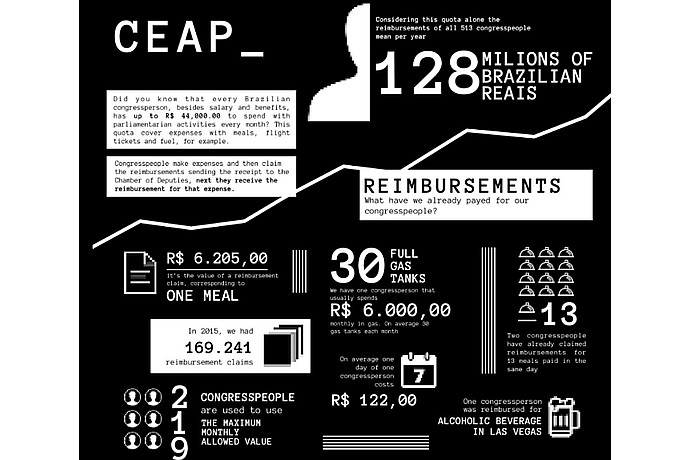 CEAP_
Considering this quota alone the
reimbursements of all 513 congresspeople
mean per year
128 MILIONS OF
BRAZILIAN
REAIS
Did you know that every Brazilian
congressperson, besides salary and benefits,
has up to R$ 44,000.00 to spend with
parliamentarian activities every month? This
quota cover expenses with meals, flight
tickets and fuel, for example.
Congresspeople make expenses and then claim
the reimbursements sending the receipt to the
Chamber of Deputies, next they receive the
reimbursement for that expense.
REIMBURSEMENTS
What have we already payed for our
congresspeople?
R$ 6.205,00
it's the value of a reimbursement
claim, corresponding to
ONE MEAL
30 FULL
GAS
TANKS
We have one congressperson that
usually spends
R$ 6.000,00
monthly in gas. On average 30
gas tanks each month
13
Two congresspeople
have already claimed
reimbursements for
13 meals paid in the
same day
In 2015, we had
169.241
reimbursement claims
On average one
day of one
congressperson
costs
7
R$ 122,00
219
CONGRESSPEOPLE
are used to use
THE MAXIMUM
MONTHLY
ALLOWED VALUE
One congressperson
was reimbursed for
ALCOHOLIC BEVERAGE
IN LAS VEGAS